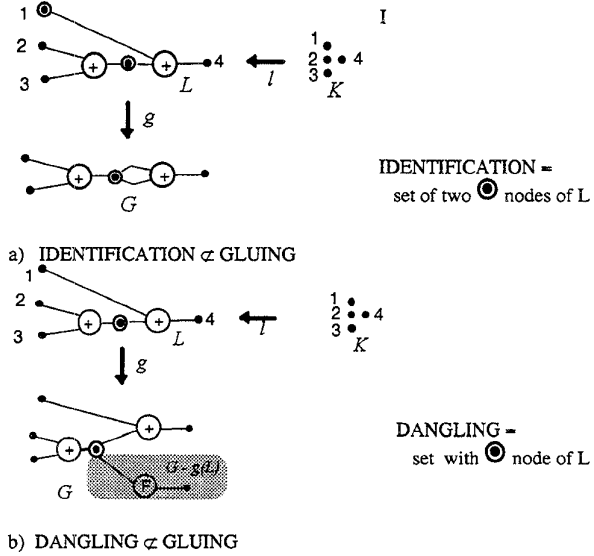 1
I
2
+
+
4
3
L
l
1
2
4
3
K
g
+
+
G
IDENTIFICATION =
set of two nodes of L
a) IDENTIFICATION ⊄ GLUING
1
2
+
+
4
3
L
l
1
2
4
3
K
g
+
+
G - g(L)
F
G
DANGLING =
set with node of L
b) DANGLING ⊄ GLUING